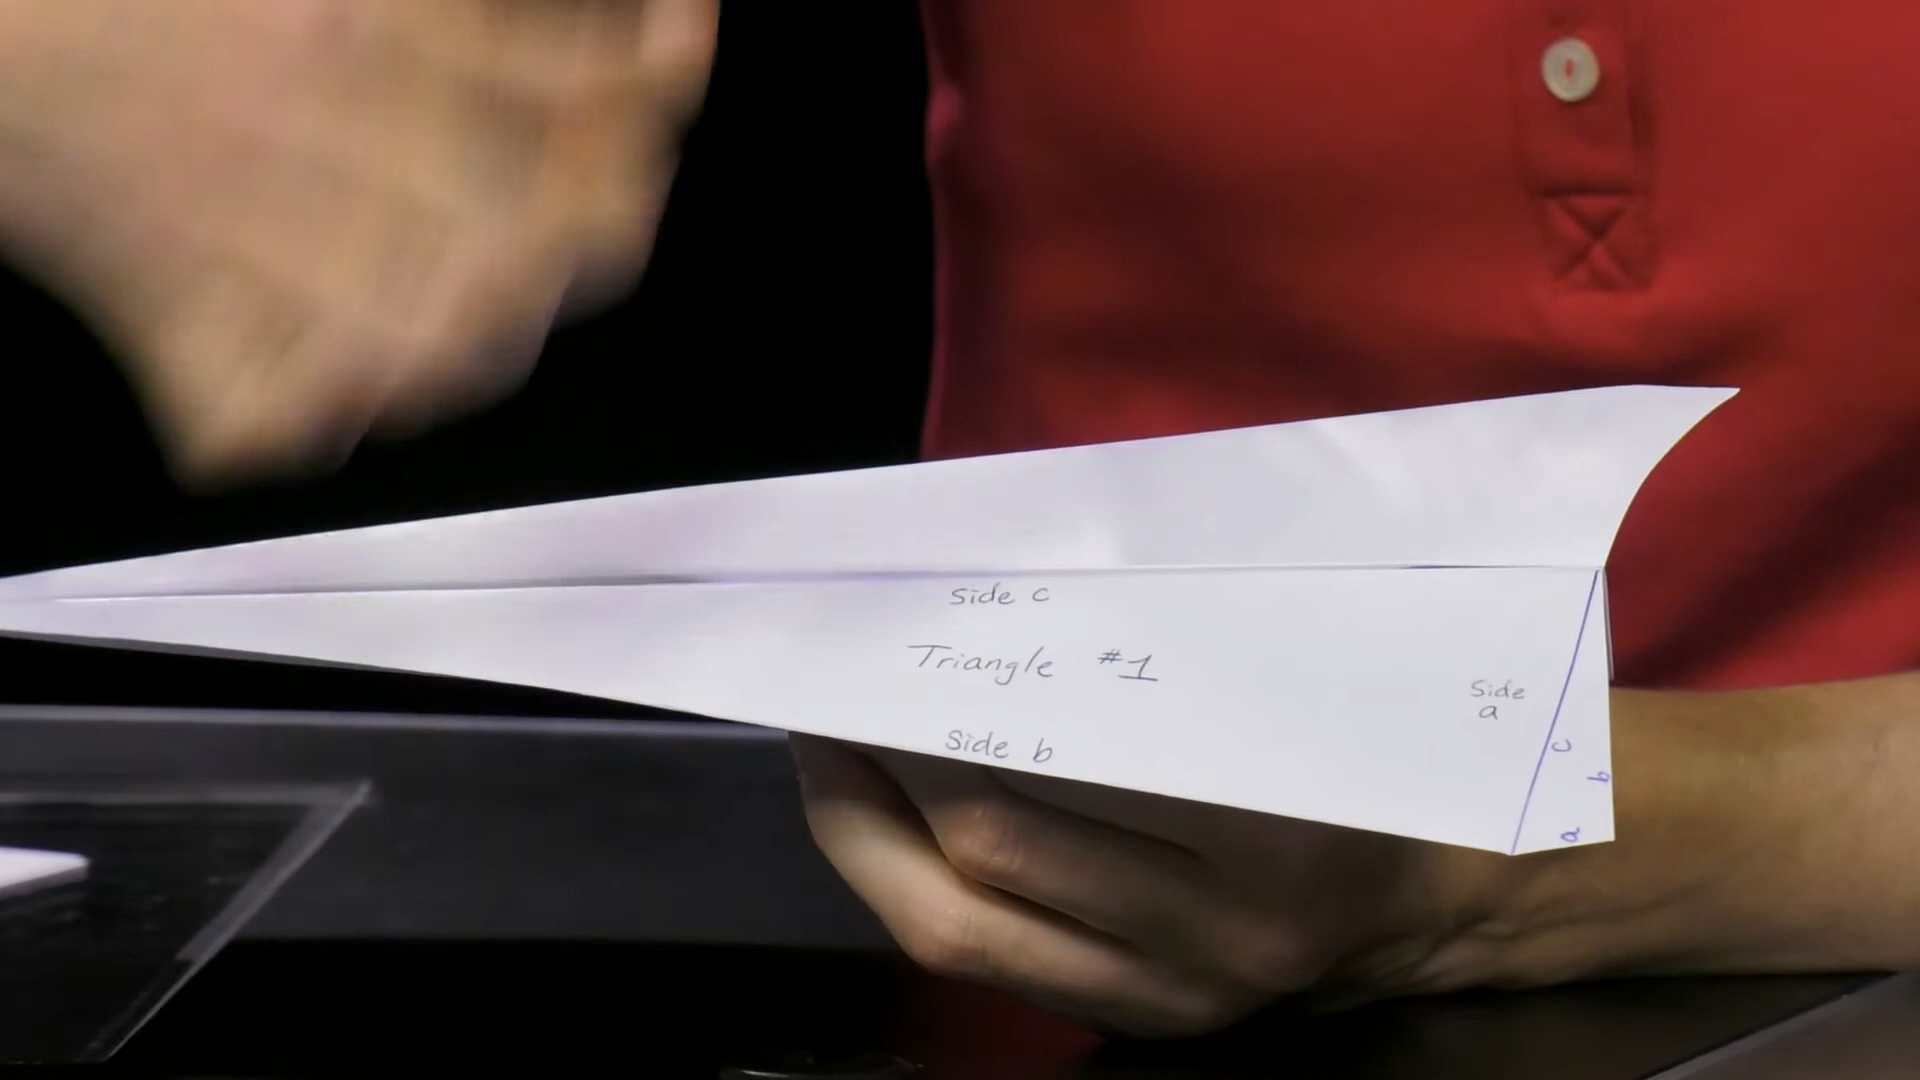 Side c
Triangle #1
Side
a
Side b
c
b
a